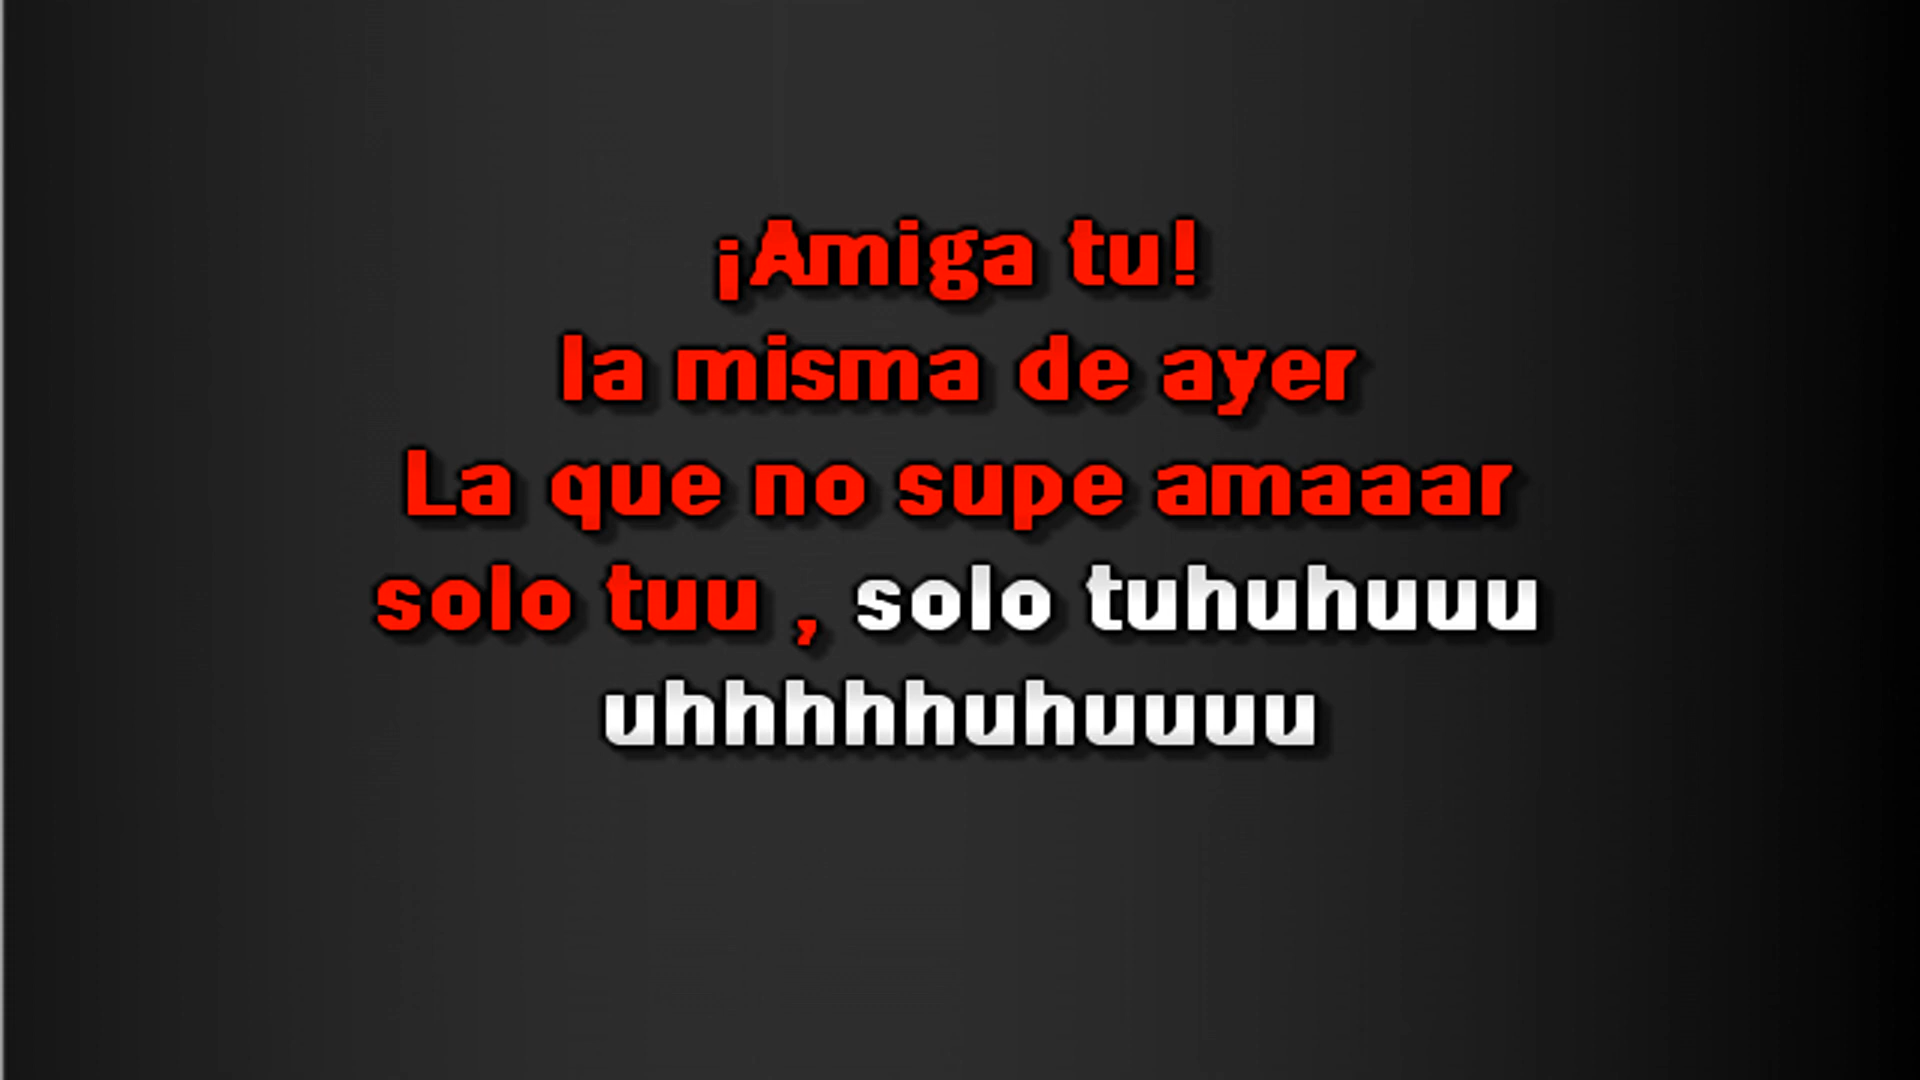 ¡Amiga tu!
la misma de ayer
La que no supe amaaar
solo tuu , solo tuhuhuuu
uhhhhhuhuuuu